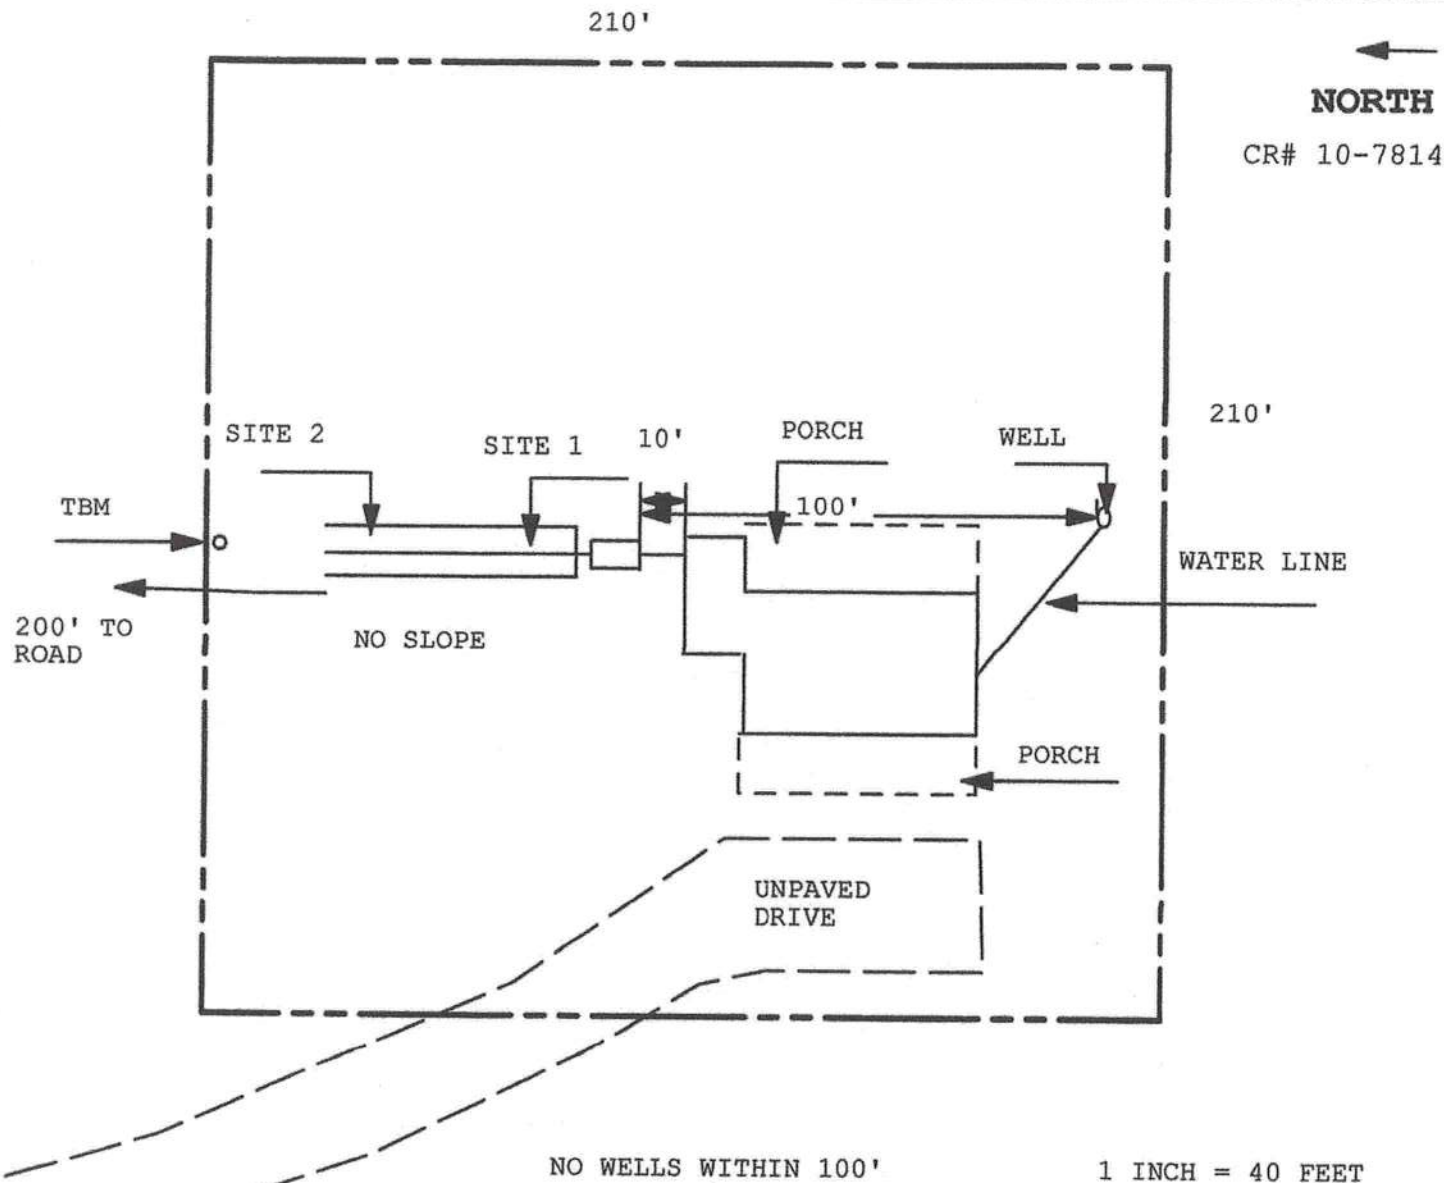 210'
NORTH
CR# 10-7814
210'
SITE 2
SITE 1
10'
PORCH
WELL
TBM
100'
WATER LINE
200' TO
ROAD
NO SLOPE
PORCH
UNPAVED
DRIVE
NO WELLS WITHIN 100'
1 INCH = 40 FEET